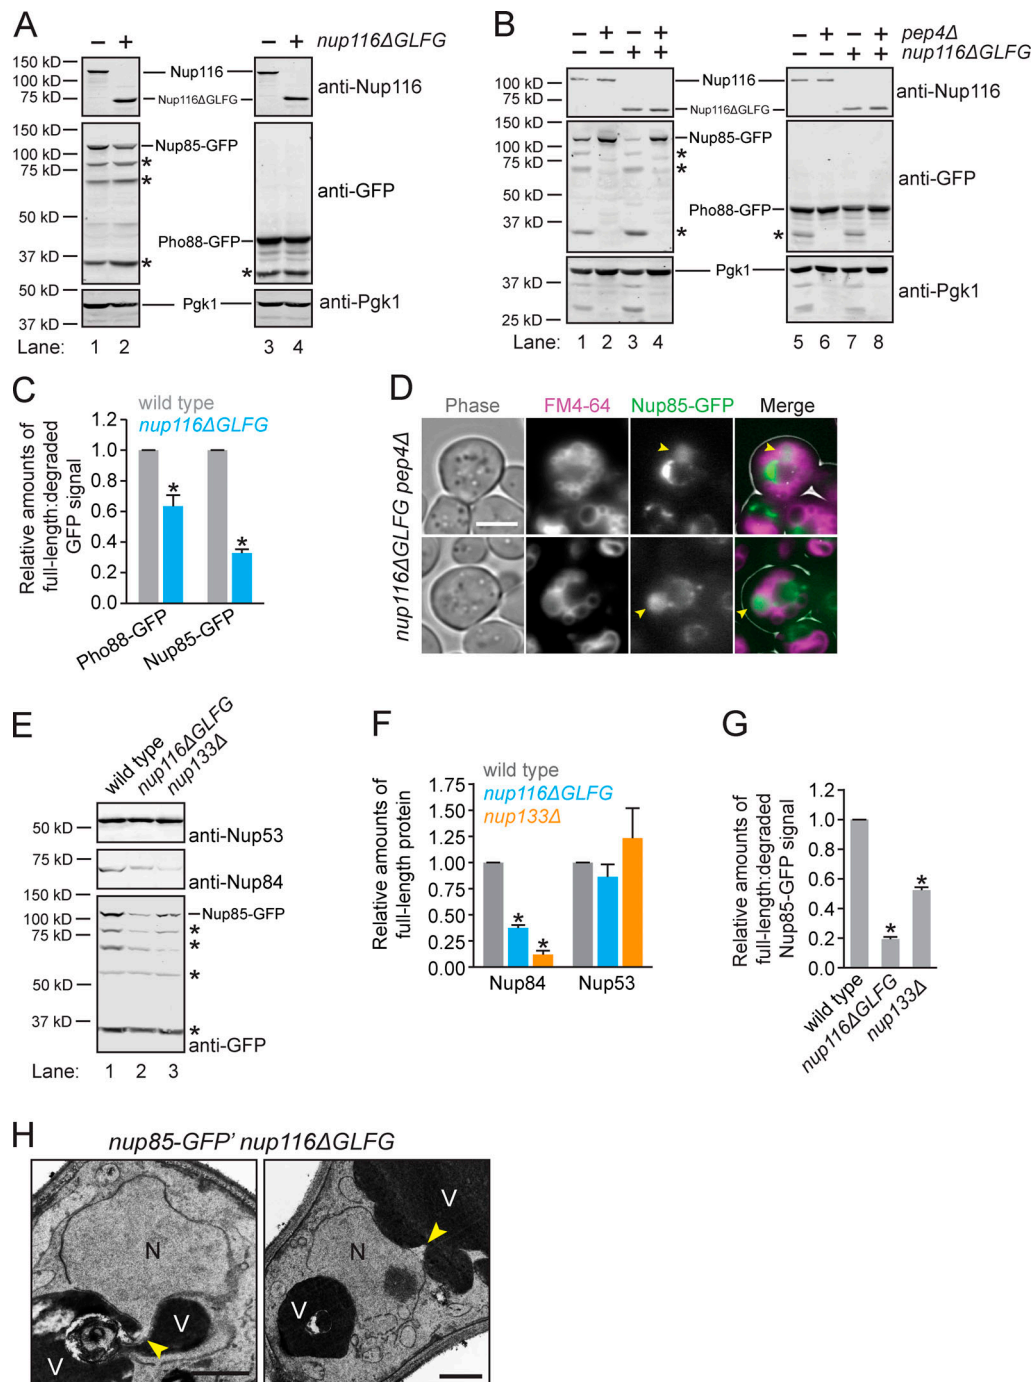 A
− + − + nup116ΔGLFG
150 kD
100 kD
75 kD
Nup116
Nup116ΔGLFG
anti-Nup116
150 kD
100 kD
75 kD
50 kD
37 kD
Nup85-GFP
*
*
Pho88-GFP
*
*
anti-GFP
50 kD
37 kD
Pgk1
anti-Pgk1
Lane: 1 2 3 4
B
− + − + − + − + pep4Δ
− − + + − − + + nup116ΔGLFG
100 kD
75 kD
Nup116
Nup116ΔGLFG
anti-Nup116
150 kD
100 kD
75 kD
50 kD
37 kD
Nup85-GFP
*
*
Pho88-GFP
*
*
anti-GFP
37 kD
25 kD
Pgk1
anti-Pgk1
Lane: 1 2 3 4 5 6 7 8
C
wild type
nup116ΔGLFG
Relative amounts of
full-length:degraded
GFP signal
1.2
1.0
0.8
0.6
0.4
0.2
0.0
*
*
Pho88-GFP
Nup85-GFP
D
Phase FM4-64 Nup85-GFP Merge
nup116ΔGLFG pep4Δ
E
wild type
nup116ΔGLFG
nup133Δ
50 kD
anti-Nup53
75 kD
anti-Nup84
150 kD
100 kD
75 kD
50 kD
37 kD
Nup85-GFP
*
*
*
*
anti-GFP
Lane: 1 2 3
F
wild type
nup116ΔGLFG
nup133Δ
Relative amounts of
full-length protein
1.75
1.50
1.25
1.00
0.75
0.50
0.25
0.00
*
*
Nup84 Nup53
G
Relative amounts of
full-length:degraded
Nup85-GFP signal
1.2
1.0
0.8
0.6
0.4
0.2
0.0
*
*
wild type
nup116ΔGLFG
nup133Δ
H
nup85-GFP' nup116ΔGLFG
N
V
V
V
N
V